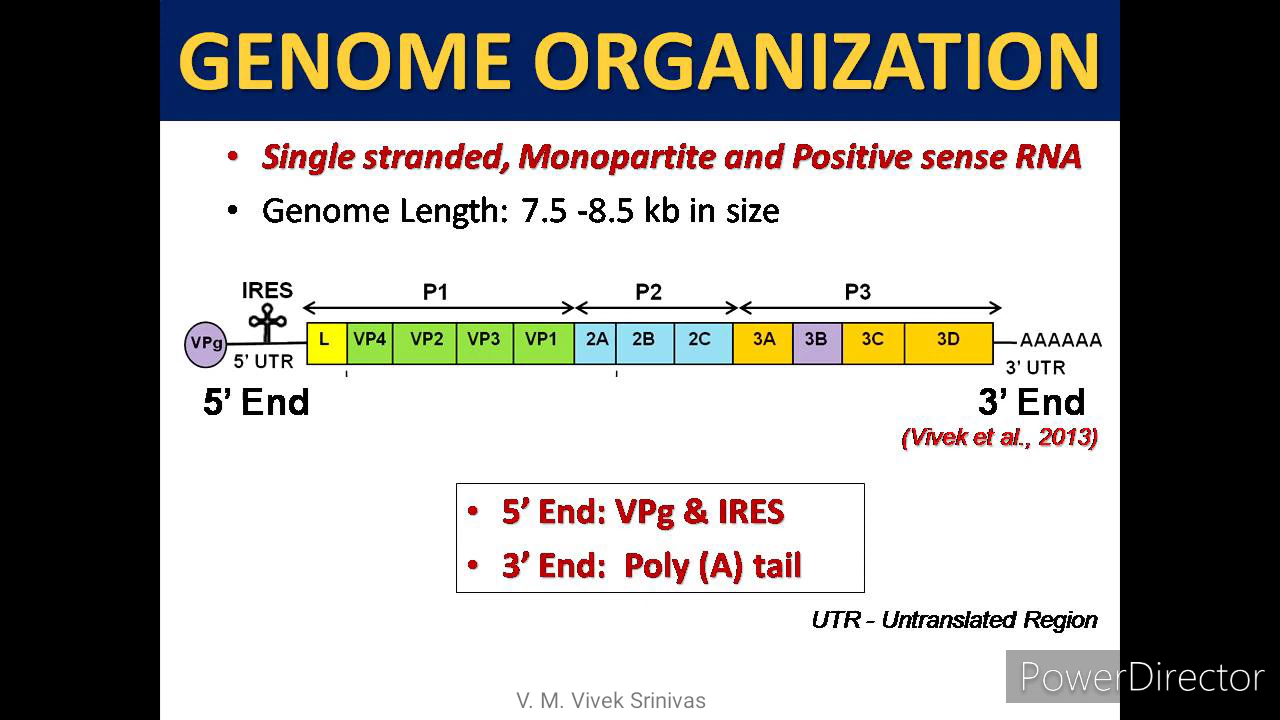 GENOME ORGANIZATION
• Single stranded, Monopartite and Positive sense RNA
• Genome Length: 7.5 -8.5 kb in size
IRES P1 P2 P3
VPg L VP4 VP2 VP3 VP1 2A 2B 2C 3A 3B 3C 3D AAAAAA
5’ UTR 3’ UTR
5’ End 3’ End
(Vivek et al., 2013)
• 5’ End: VPg & IRES
• 3’ End: Poly (A) tail
UTR - Untranslated Region
PowerDirector
V. M. Vivek Srinivas